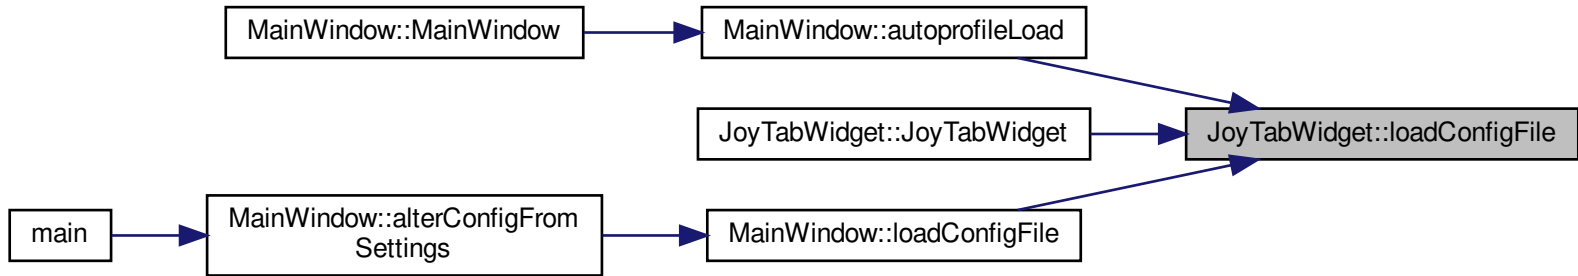 MainWindow::MainWindow
MainWindow::autoprofileLoad
JoyTabWidget::JoyTabWidget
JoyTabWidget::loadConfigFile
main
MainWindow::alterConfigFrom
Settings
MainWindow::loadConfigFile